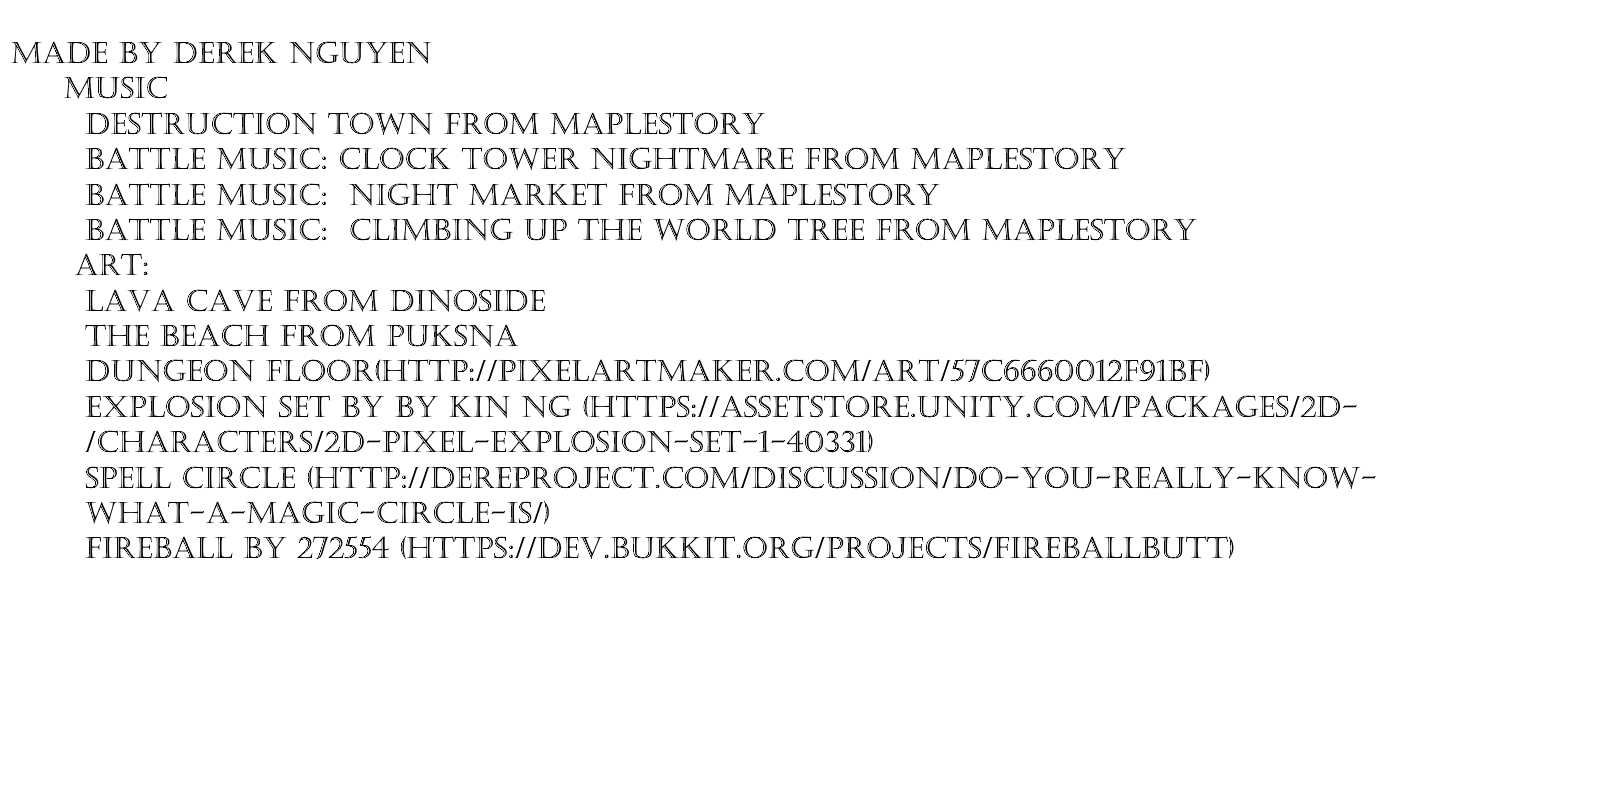 MADE BY DEREK NGUYEN
MUSIC
DESTRUCTION TOWN FROM MAPLESTORY
BATTLE MUSIC: CLOCK TOWER NIGHTMARE FROM MAPLESTORY
BATTLE MUSIC: NIGHT MARKET FROM MAPLESTORY
BATTLE MUSIC: CLIMBING UP THE WORLD TREE FROM MAPLESTORY
ART:
LAVA CAVE FROM DINOSIDE
THE BEACH FROM PUKSNA
DUNGEON FLOOR(HTTP://PIXELARTMAKER.COM/ART/57C6660012F91BF)
EXPLOSION SET BY BY KIN NG (HTTPS://ASSETSTORE.UNITY.COM/PACKAGES/2D-
/CHARACTERS/2D-PIXEL-EXPLOSION-SET-1-40331)
SPELL CIRCLE (HTTP://DEREPROJECT.COM/DISCUSSION/DO-YOU-REALLY-KNOW-
WHAT-A-MAGIC-CIRCLE-IS/)
FIREBALL BY 272554 (HTTPS://DEV.BUKKIT.ORG/PROJECTS/FIREBALLBUTT)